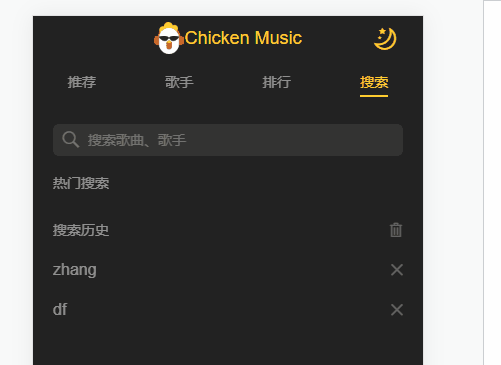 Chicken Music
推荐 歌手 排行 搜索
搜索歌曲、歌手
热门搜索
搜索历史
zhang
df